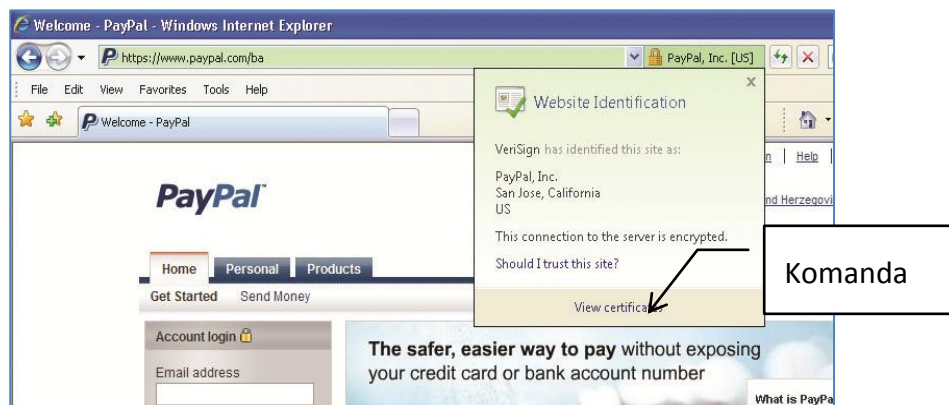 Welcome - PayPal - Windows Internet Explorer
https://www.paypal.com/ba
PayPal, Inc. [US]
File Edit View Favorites Tools Help
Welcome - PayPal
Website Identification
x
VeriSign has identified this site as:
PayPal, Inc.
San Jose, California
US
This connection to the server is encrypted.
Should I trust this site?
View certificates
Help
PayPal
Komanda
Home Personal Products
Get Started Send Money
Account login
Email address
The safer, easier way to pay without exposing
your credit card or bank account number
What is PayPa